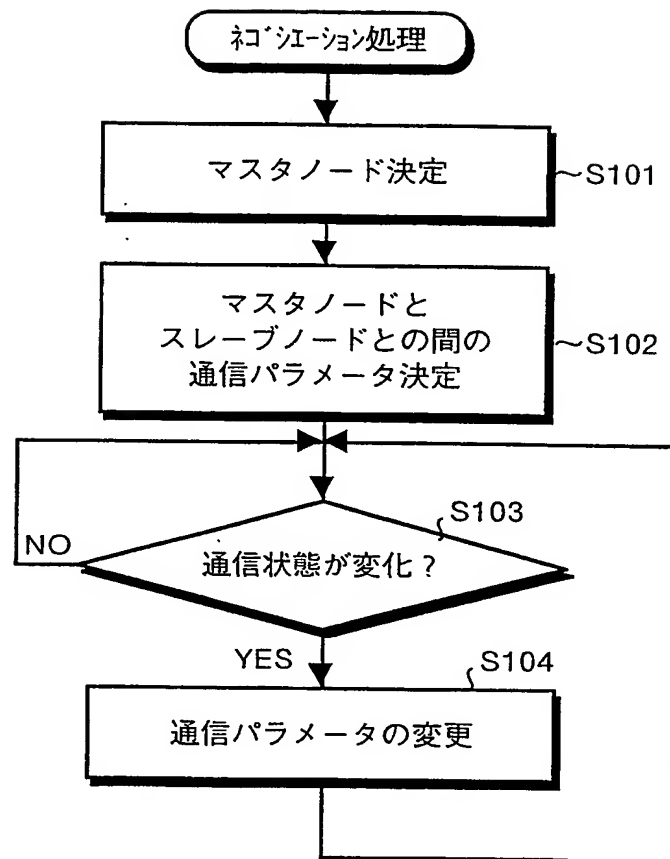 ネゴシエーション処理
マスタノード決定
S101
マスタノードと
スレーブノードとの間の
通信パラメータ決定
S102
S103
通信状態が変化？
NO
YES
S104
通信パラメータの変更